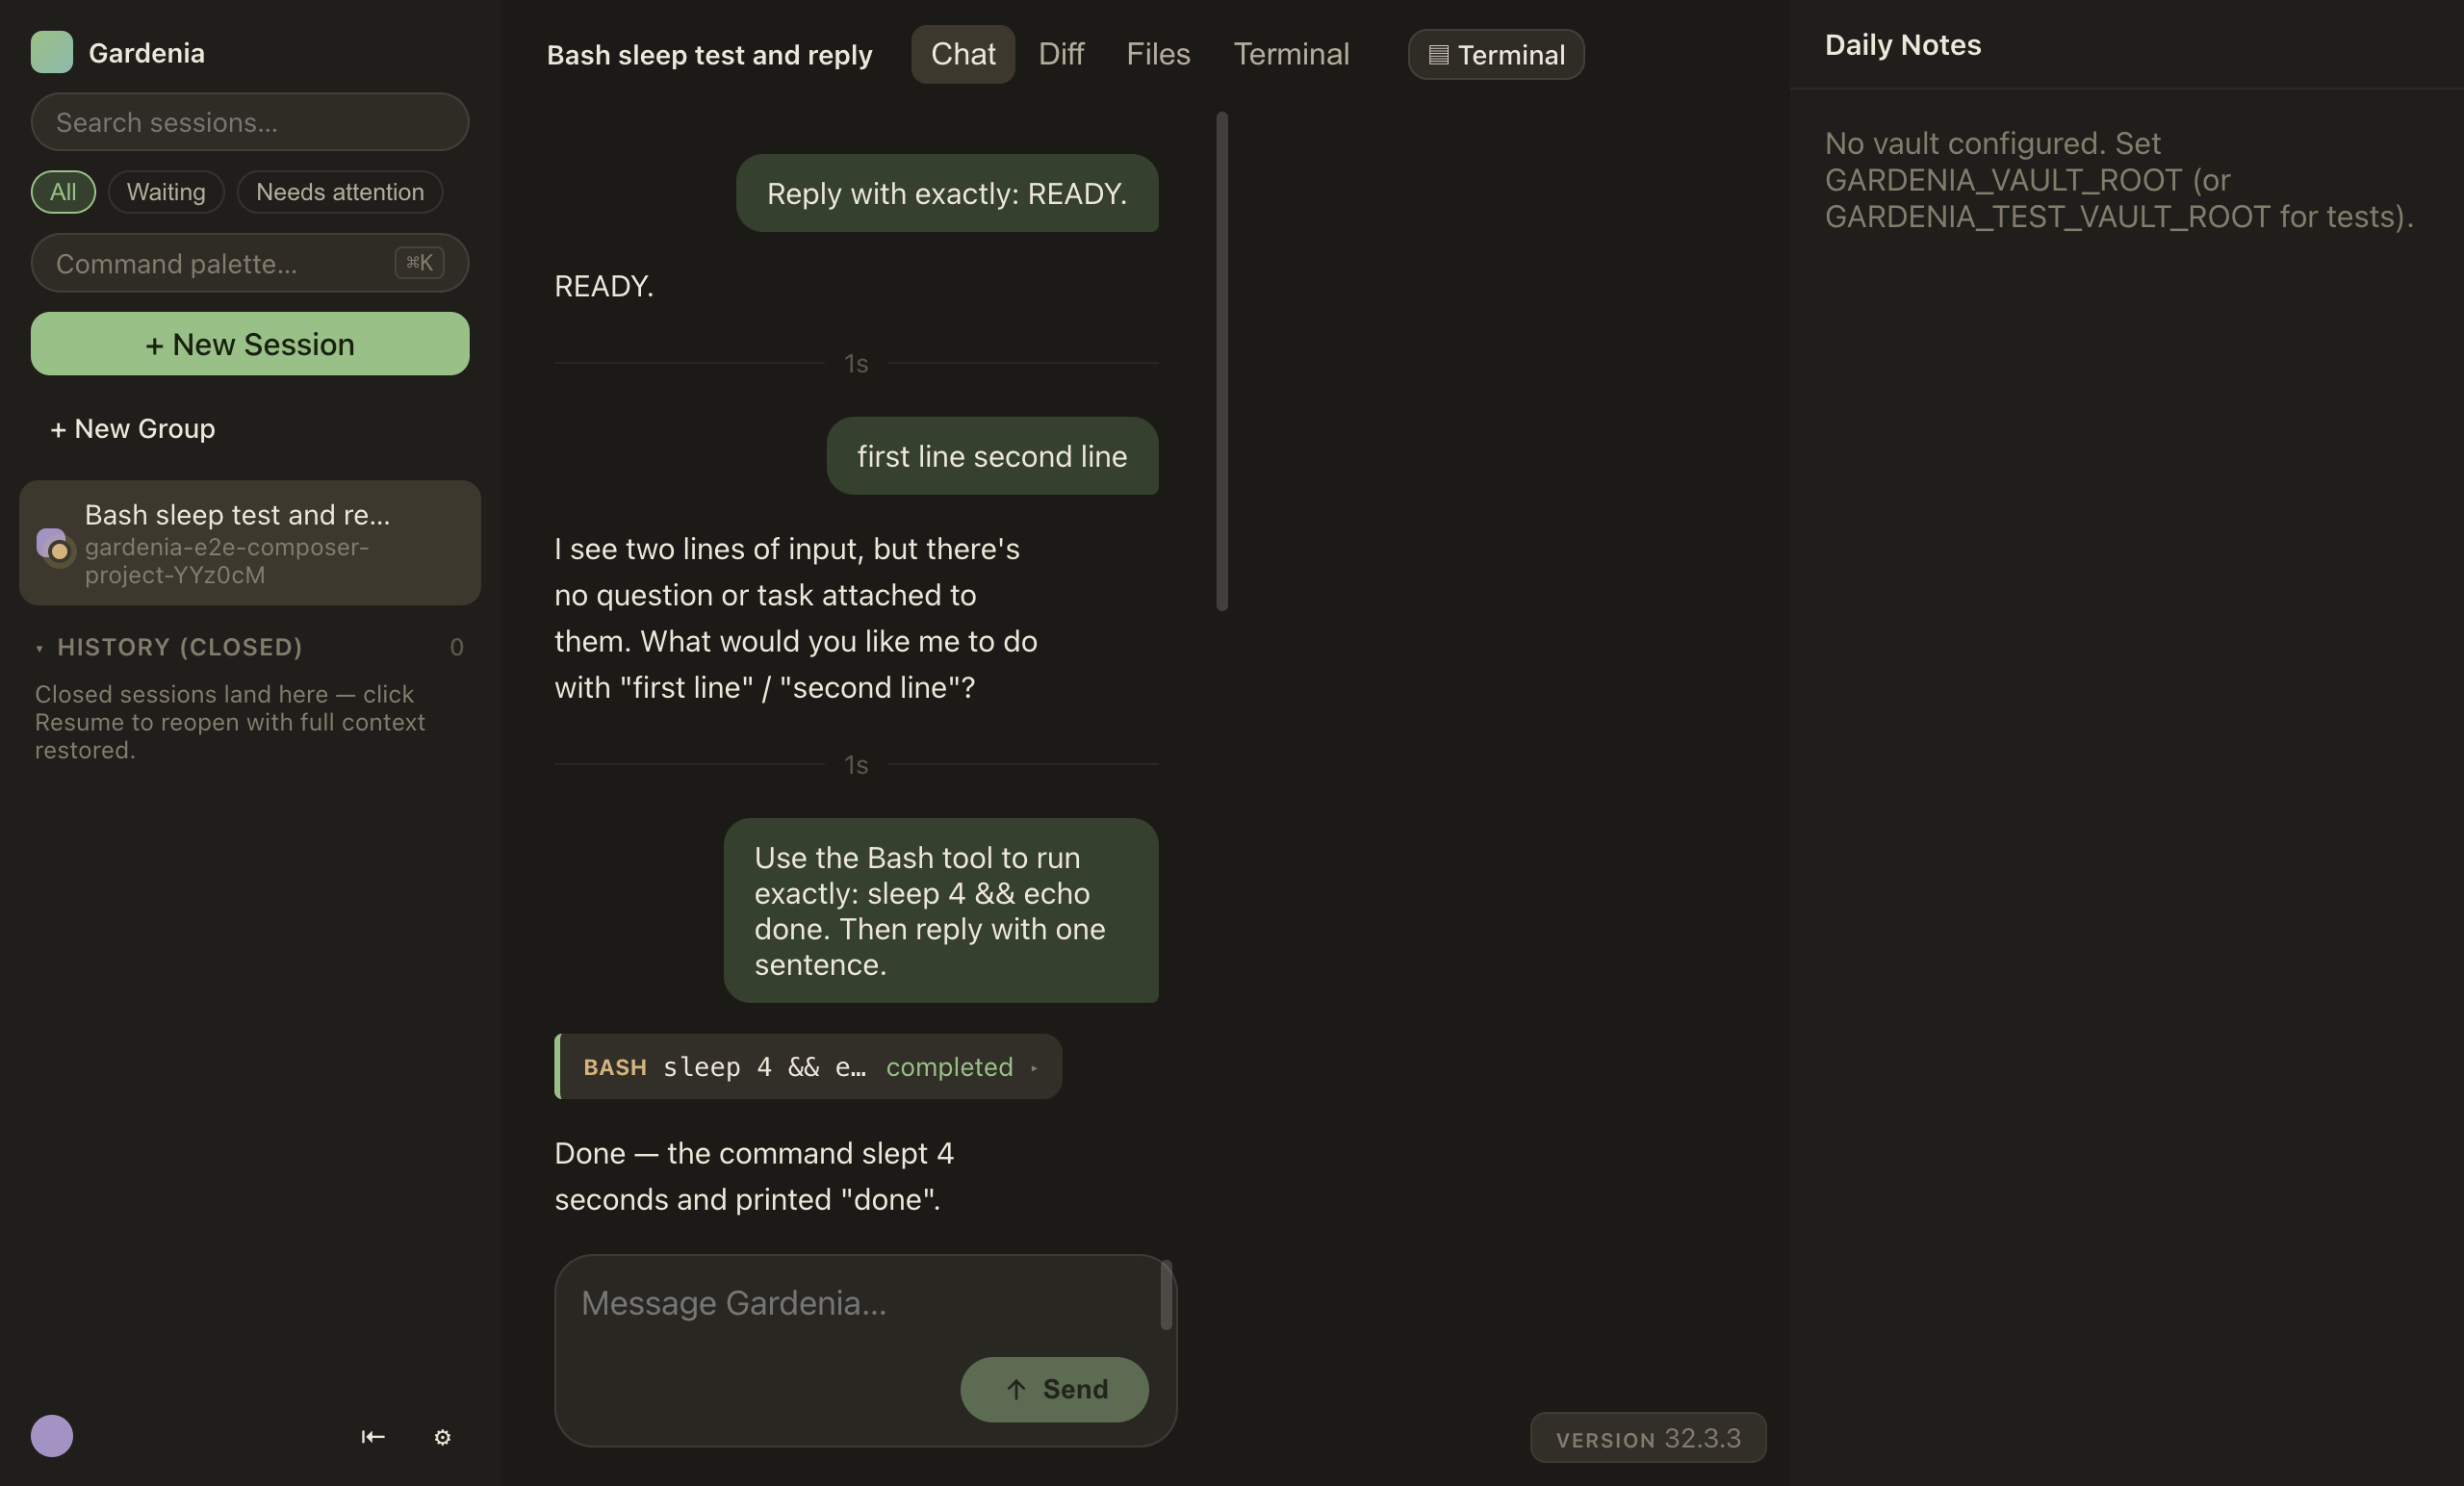 Gardenia
Search sessions...
All
Waiting
Needs attention
Command palette...
⌘K
+ New Session
+ New Group
Bash sleep test and re...
gardenia-e2e-composer-
project-YYz0cM
HISTORY (CLOSED)
0
Closed sessions land here — click
Resume to reopen with full context
restored.
Bash sleep test and reply
Chat
Diff
Files
Terminal
Terminal
Reply with exactly: READY.
READY.
1s
first line second line
I see two lines of input, but there's
no question or task attached to
them. What would you like me to do
with "first line" / "second line"?
1s
Use the Bash tool to run
exactly: sleep 4 && echo
done. Then reply with one
sentence.
BASH sleep 4 && e… completed
Done — the command slept 4
seconds and printed "done".
Message Gardenia...
Send
VERSION 32.3.3
Daily Notes
No vault configured. Set
GARDENIA_VAULT_ROOT (or
GARDENIA_TEST_VAULT_ROOT for tests).